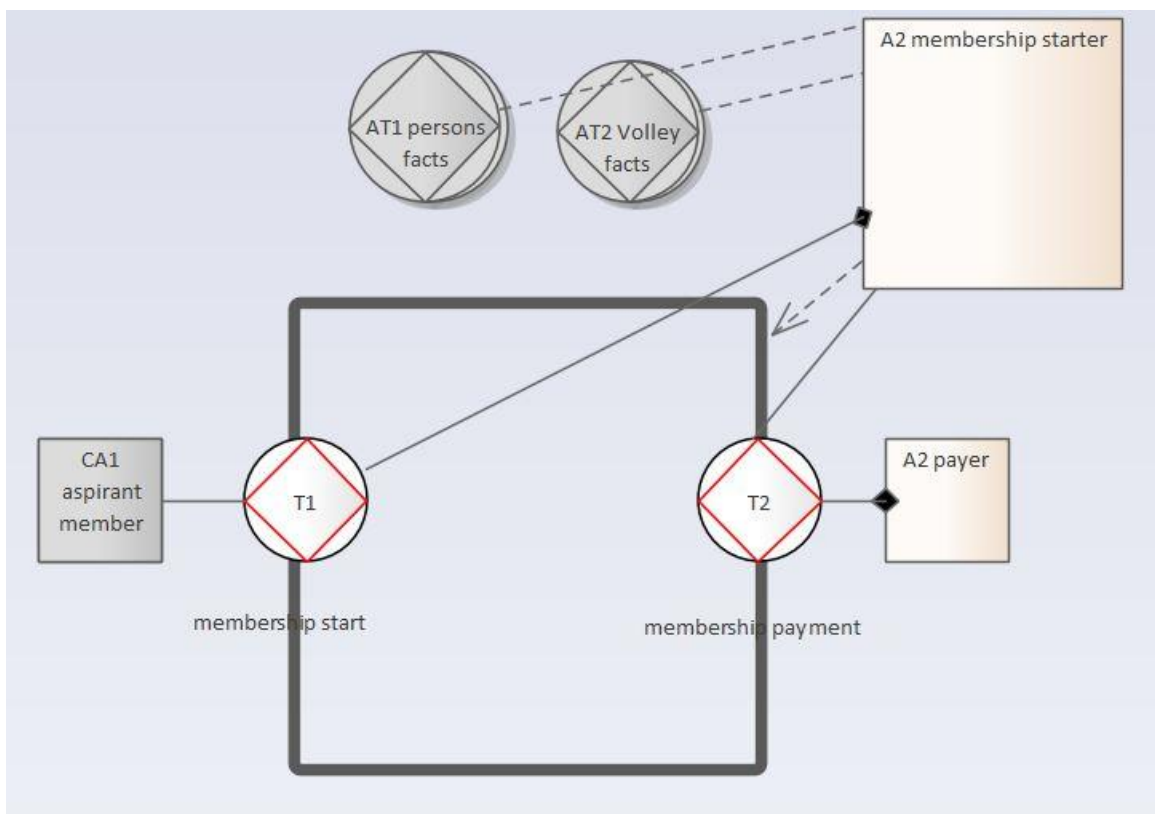 A2 membership starter
AT1 persons
facts
AT2 Volley
facts
CA1
aspirant
member
T1
T2
A2 payer
membership start
membership payment